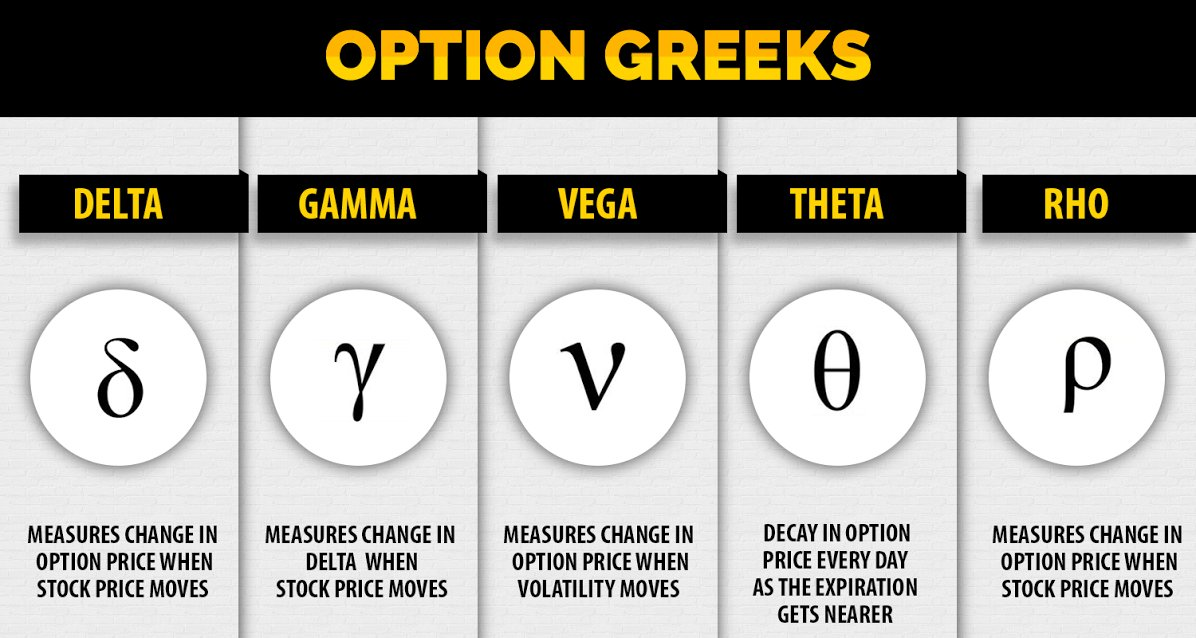 OPTION GREEKS
DELTA
GAMMA
VEGA
THETA
RHO
δ
γ
ν
θ
ρ
MEASURES CHANGE IN
OPTION PRICE WHEN
STOCK PRICE MOVES
MEASURES CHANGE IN
DELTA WHEN
STOCK PRICE MOVES
MEASURES CHANGE IN
OPTION PRICE WHEN
VOLATILITY MOVES
DECAY IN OPTION
PRICE EVERY DAY
AS THE EXPIRATION
GETS NEARER
MEASURES CHANGE IN
OPTION PRICE WHEN
STOCK PRICE MOVES